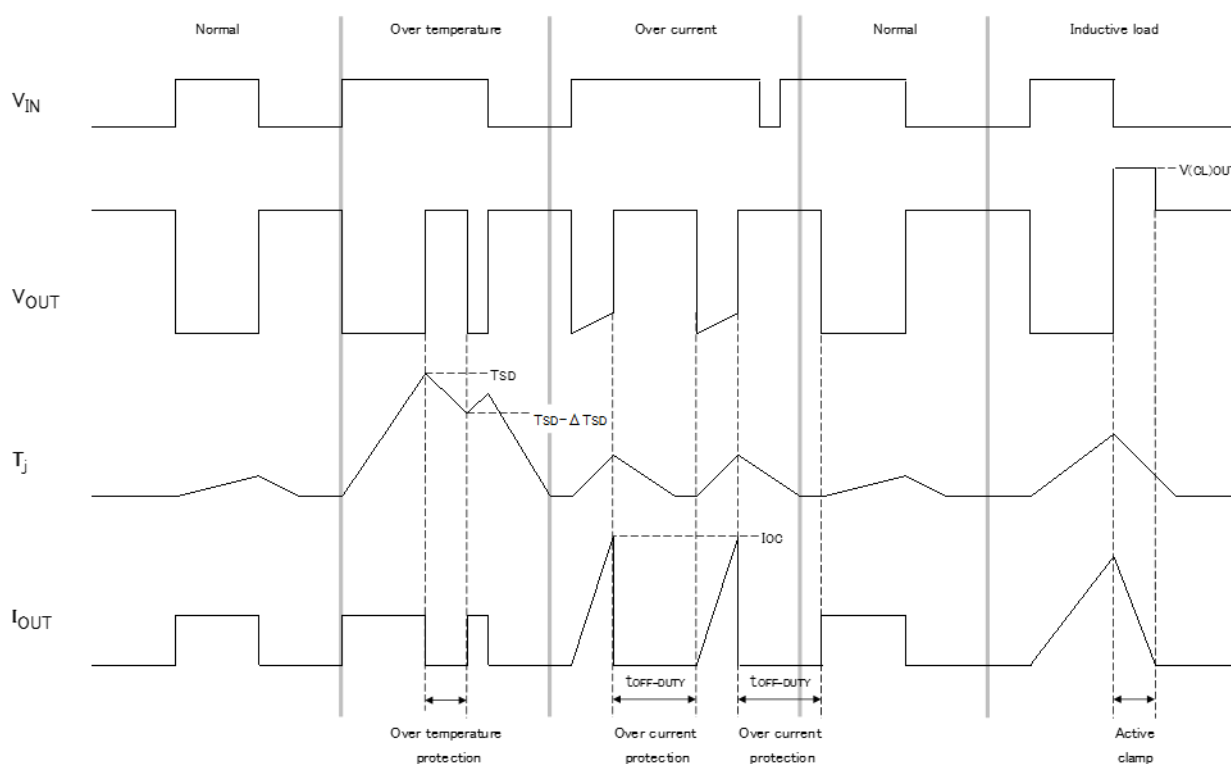 Normal Over temperature Over current Normal Inductive load
VIN
V(CL)OUT
VOUT
TSD
TSD-Δ TSD
Tj
IOC
IOUT
tOFF-DUTY tOFF-DUTY
Over temperature Over current Over current Active
protection protection protection clamp